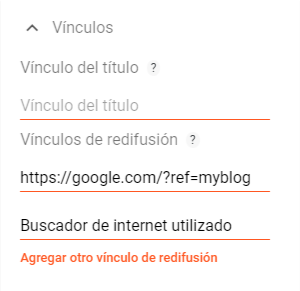 Vínculos
Vínculo del título ?
Vínculo del título
Vínculos de redifusión ?
https://google.com/?ref=myblog
Buscador de internet utilizado
Agregar otro vínculo de redifusión